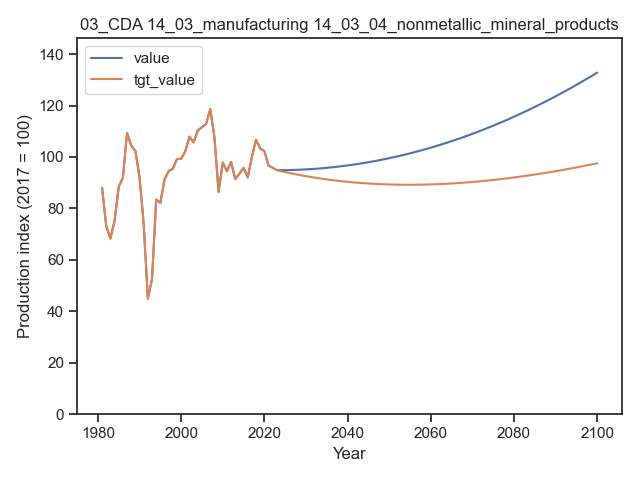 03_CDA 14_03_manufacturing 14_03_04_nonmetallic_mineral_products
value
tgt_value
Production index (2017 = 100)
140
120
100
80
60
40
20
0
1980 2000 2020 2040 2060 2080 2100
Year